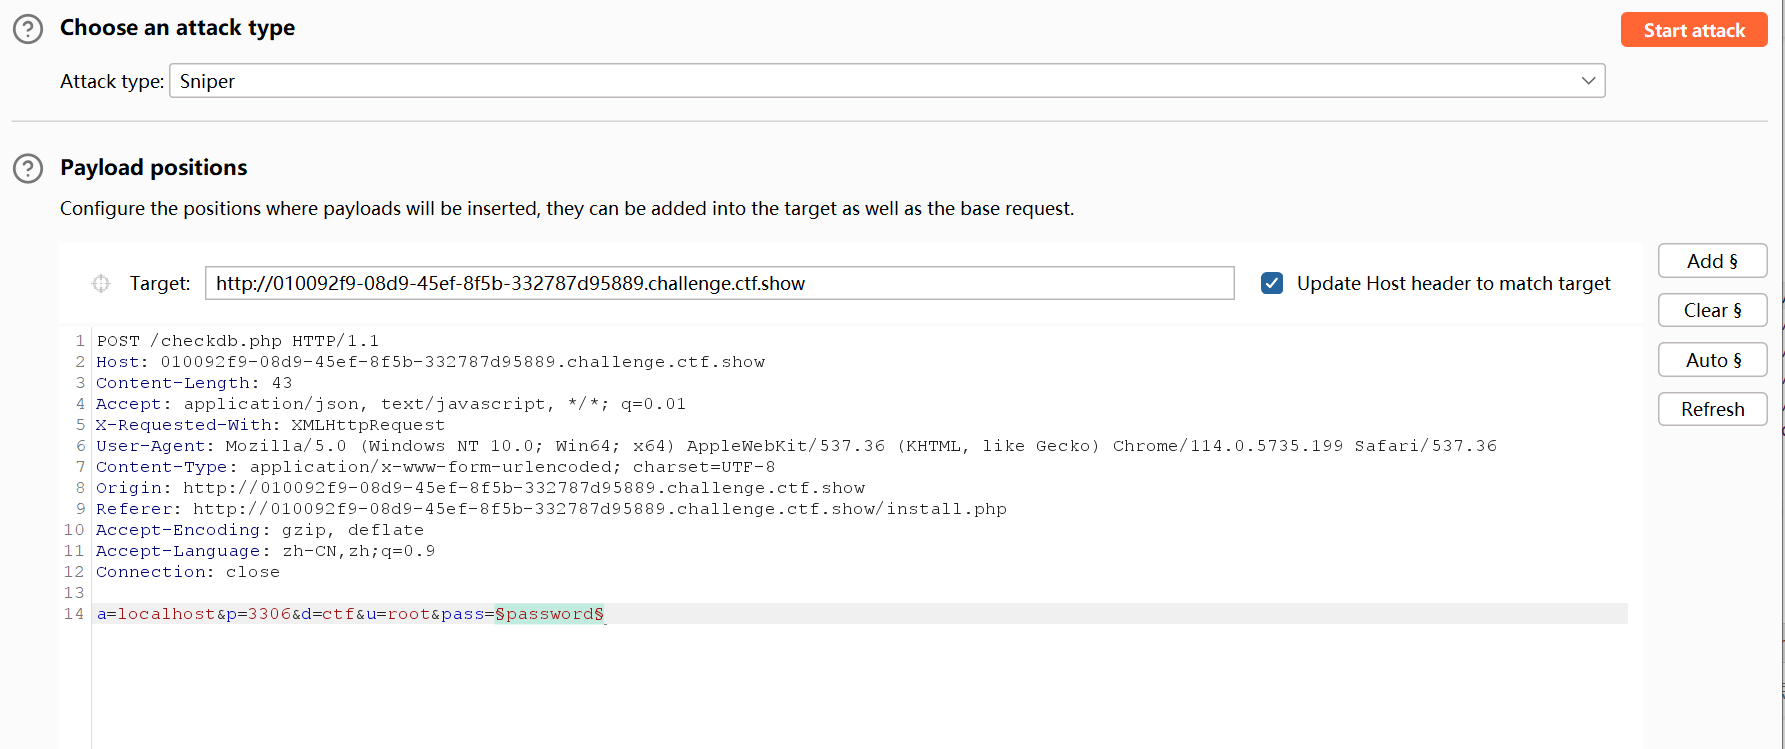 Choose an attack type
Start attack
Attack type: Sniper
Payload positions
Configure the positions where payloads will be inserted, they can be added into the target as well as the base request.
Target: http://010092f9-08d9-45ef-8f5b-332787d95889.challenge.ctf.show
Update Host header to match target
Add §
Clear §
Auto §
Refresh
1 POST /checkdb.php HTTP/1.1
2 Host: 010092f9-08d9-45ef-8f5b-332787d95889.challenge.ctf.show
3 Content-Length: 43
4 Accept: application/json, text/javascript, */*; q=0.01
5 X-Requested-With: XMLHttpRequest
6 User-Agent: Mozilla/5.0 (Windows NT 10.0; Win64; x64) AppleWebKit/537.36 (KHTML, like Gecko) Chrome/114.0.5735.199 Safari/537.36
7 Content-Type: application/x-www-form-urlencoded; charset=UTF-8
8 Origin: http://010092f9-08d9-45ef-8f5b-332787d95889.challenge.ctf.show
9 Referer: http://010092f9-08d9-45ef-8f5b-332787d95889.challenge.ctf.show/install.php
10 Accept-Encoding: gzip, deflate
11 Accept-Language: zh-CN,zh;q=0.9
12 Connection: close
13
14 a=localhost&p=3306&d=ctf&u=root&pass=§password§